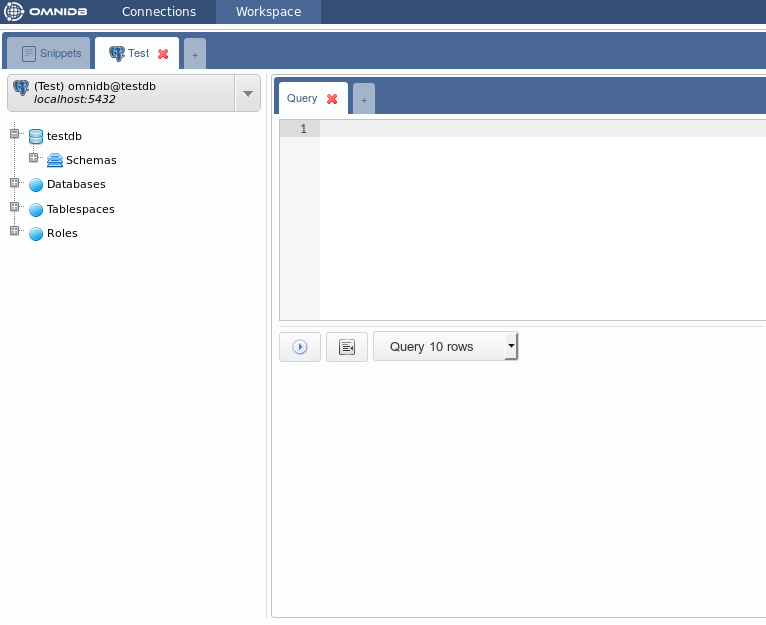 OMNIDB Connections Workspace
Snippets Test +
(Test) omnidb@testdb
localhost:5432
Query +
1
testdb
Schemas
Databases
Tablespaces
Roles
Query 10 rows